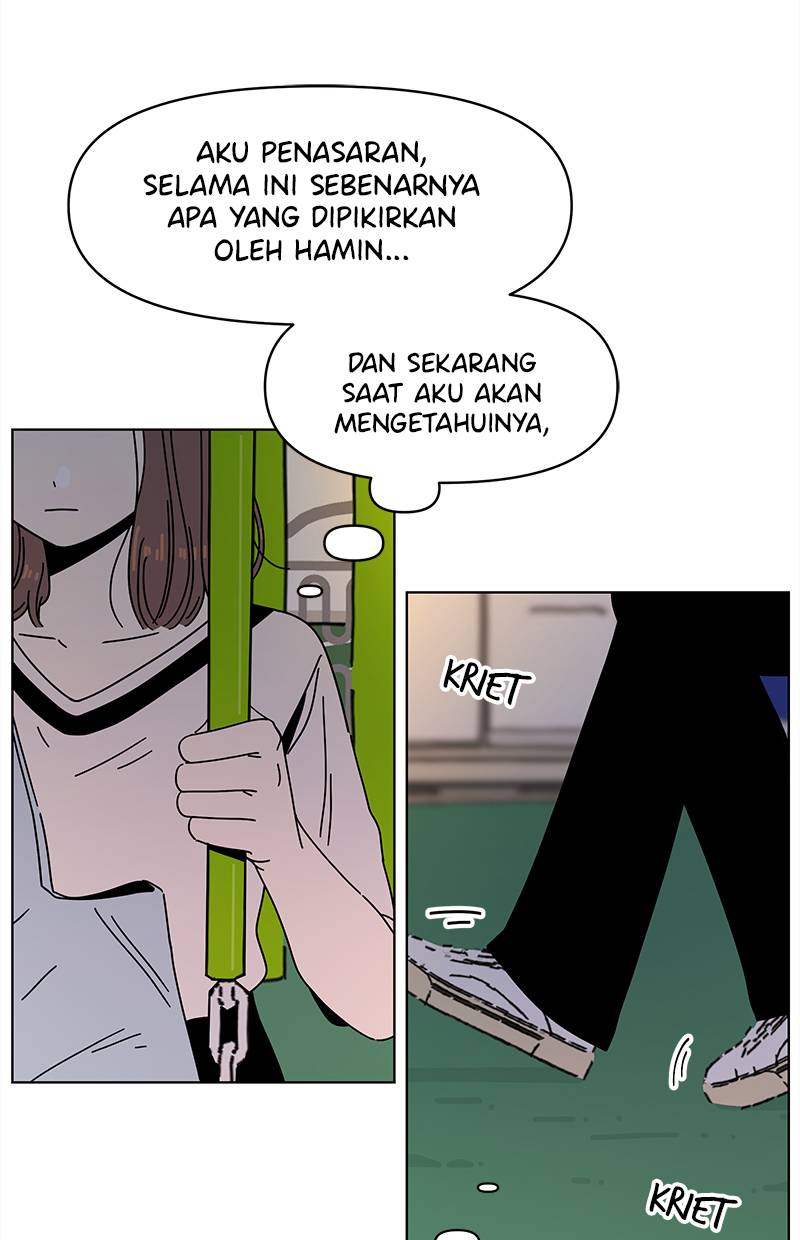 AKU PENASARAN,
SELAMA INI SEBENARNYA
APA YANG DIPIKIRKAN
OLEH HAMIN...
DAN SEKARANG
SAAT AKU AKAN
MENGETAHUINYA,
KRIET
KRIET